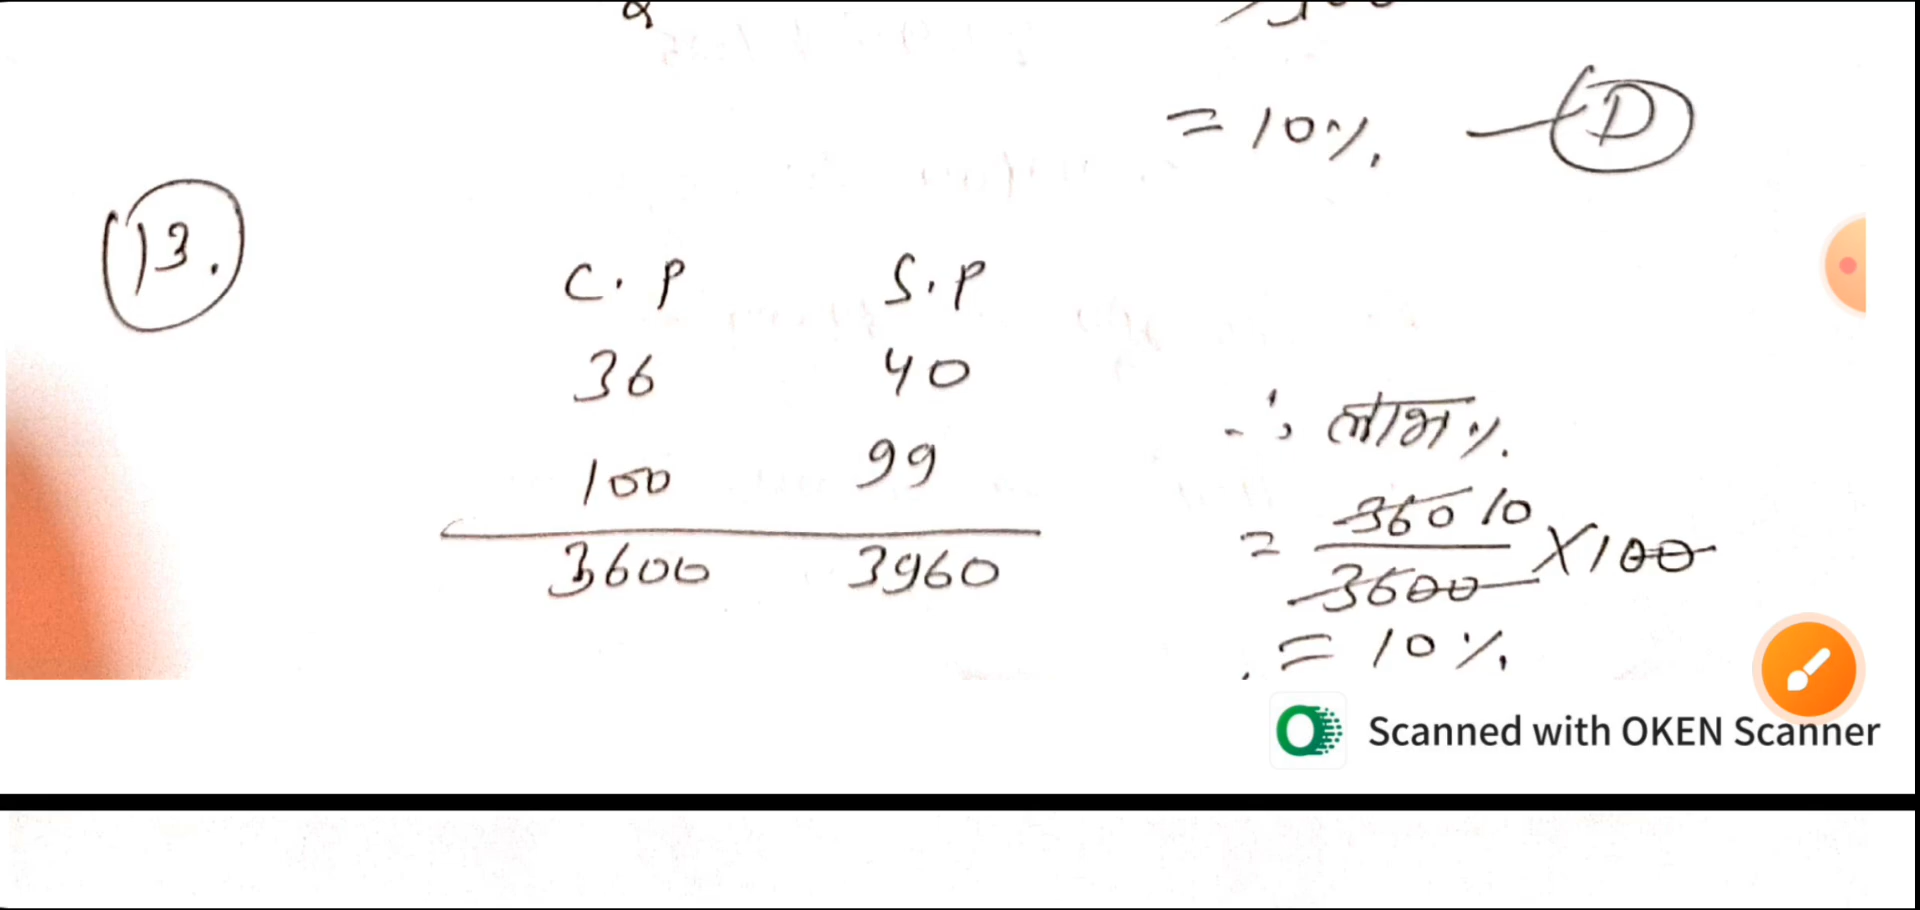 = 10%. — D
13.
C.P S.P
36 40
100 99
3600 3960
∴ लाभ%.
= 360 10 / 3600 × 100
= 10%.
Scanned with OKEN Scanner